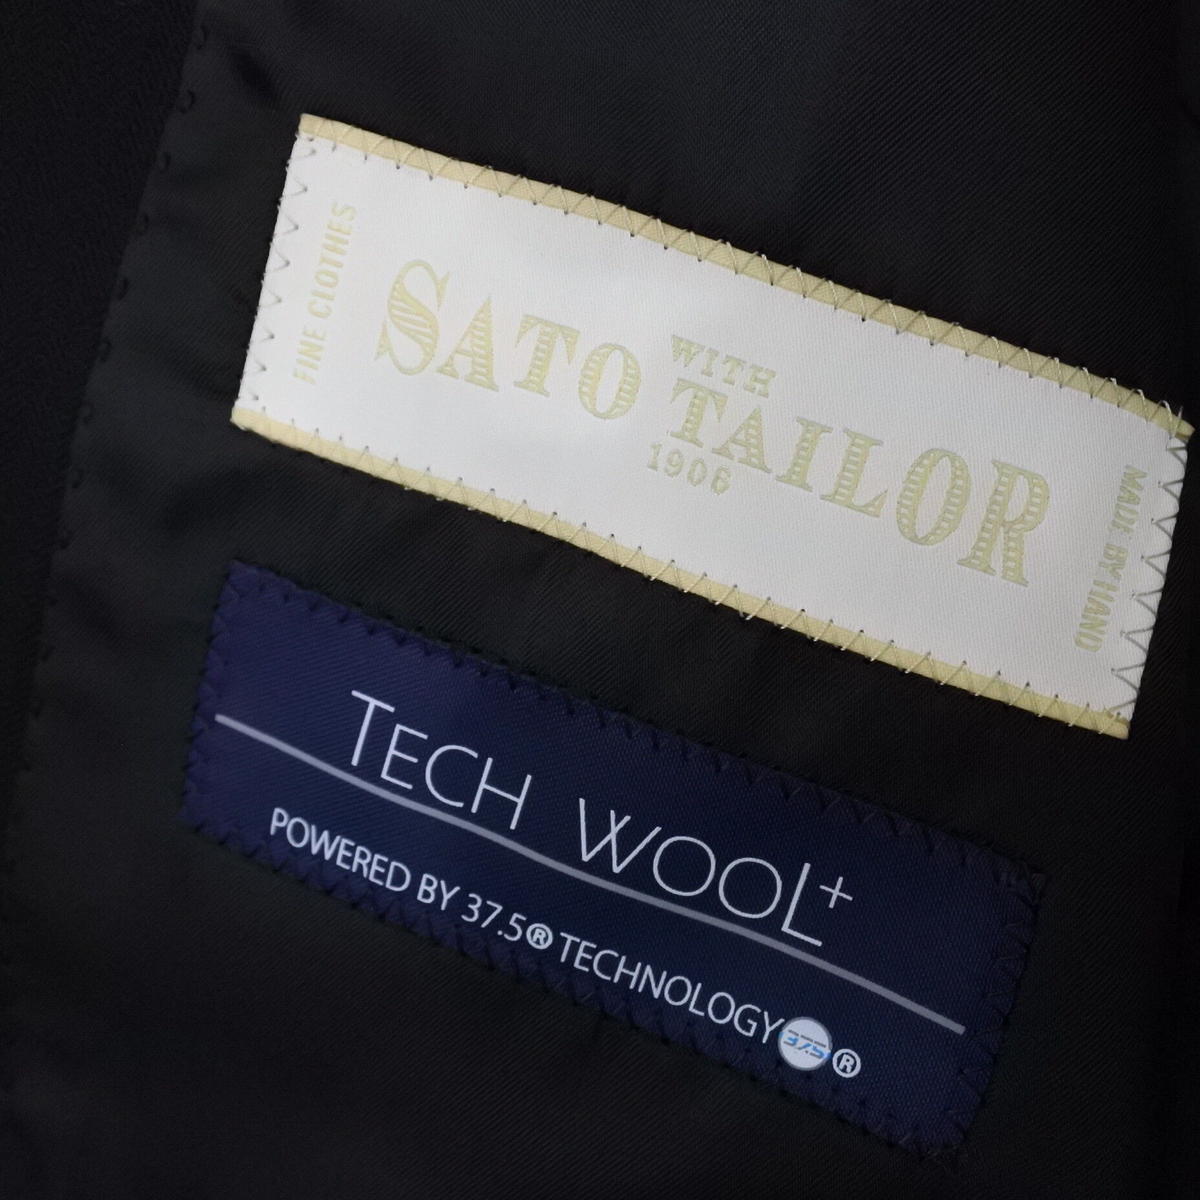 FINE CLOTHES
SATO WITH TAILOR
1906
MADE BY HAND
TECH WOOL+
POWERED BY 37.5® TECHNOLOGY 37.5 ®